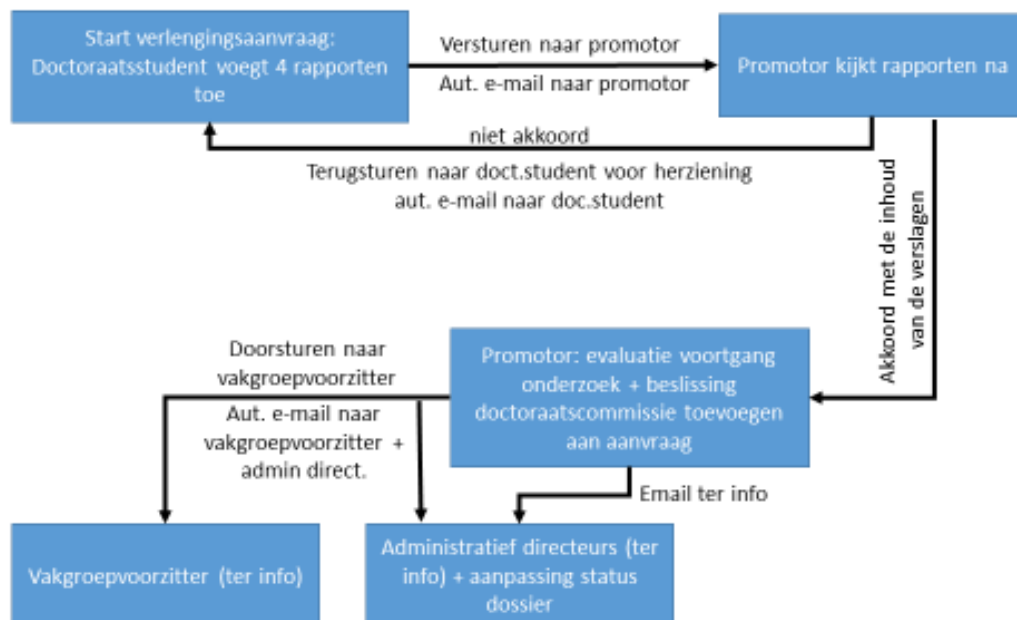 Start verlengingsaanvraag:
Doctoraatsstudent voegt 4 rapporten
toe
Versturen naar promotor
Aut. e-mail naar promotor
Promotor kijkt rapporten na
niet akkoord
Terugsturen naar doct.student voor herziening
aut. e-mail naar doc.student
Akkoord met de inhoud
van de verslagen
Doorsturen naar
vakgroepvoorzitter
Aut. e-mail naar
vakgroepvoorzitter +
admin direct.
Promotor: evaluatie voortgang
onderzoek + beslissing
doctoraatscommissie toevoegen
aan aanvraag
Email ter info
Vakgroepvoorzitter (ter info)
Administratief directeurs (ter
info) + aanpassing status
dossier